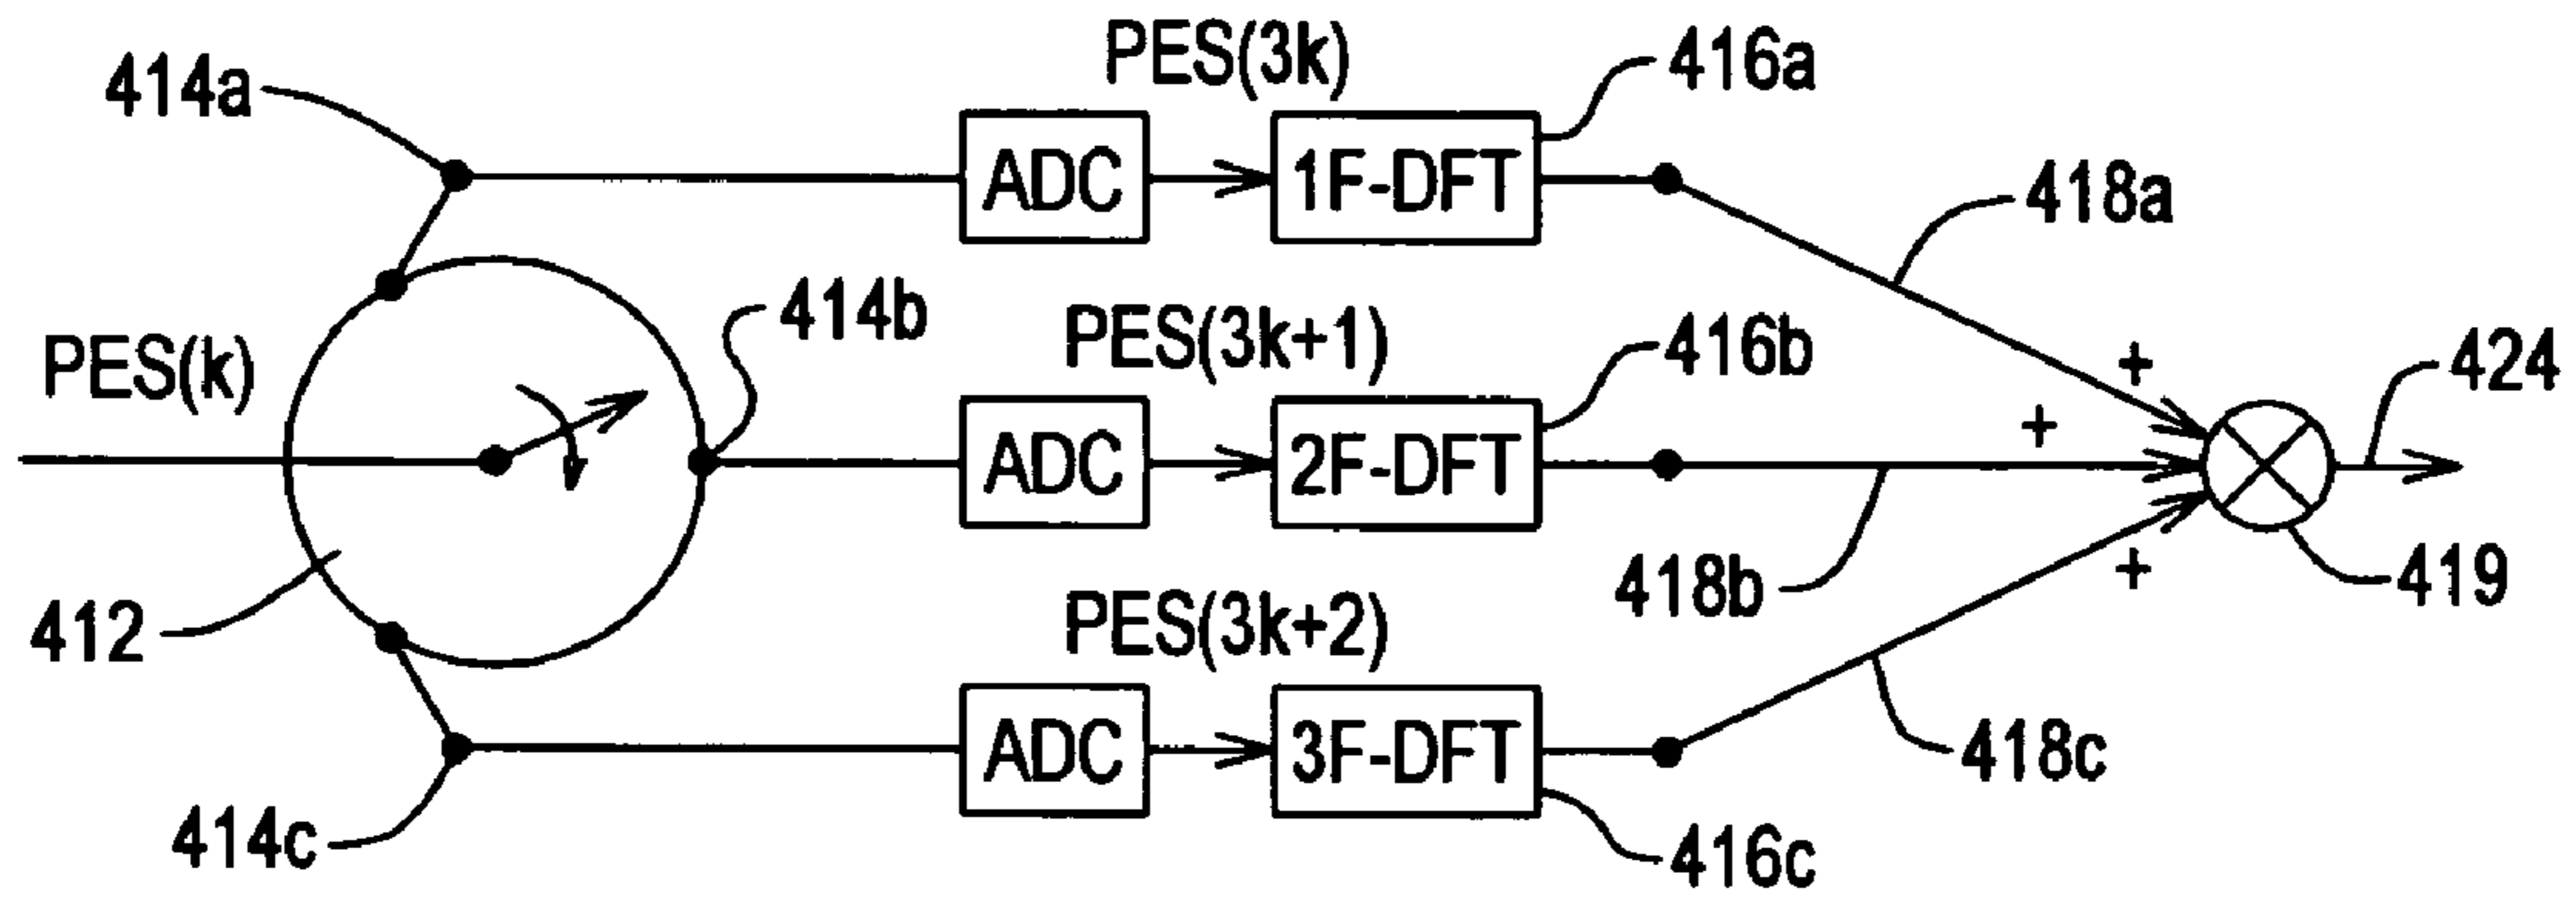 PES(3k)
414a
416a
ADC
1F-DFT
418a
414b
PES(k)
PES(3k+1)
416b
+
424
+
ADC
2F-DFT
412
418b
+
419
PES(3k+2)
ADC
3F-DFT
418c
414c
416c